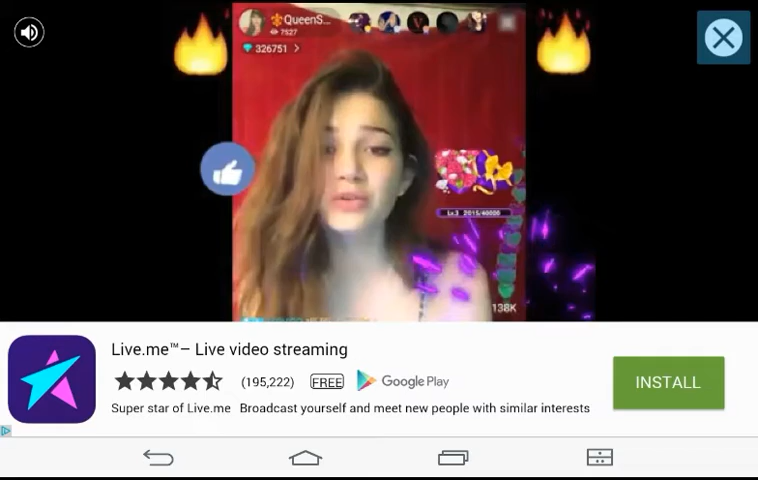 QueenS...
7527
326751 >
Lv.3 2015/40000
138K
Live.me™– Live video streaming
(195,222) FREE Google Play
INSTALL
Super star of Live.me Broadcast yourself and meet new people with similar interests